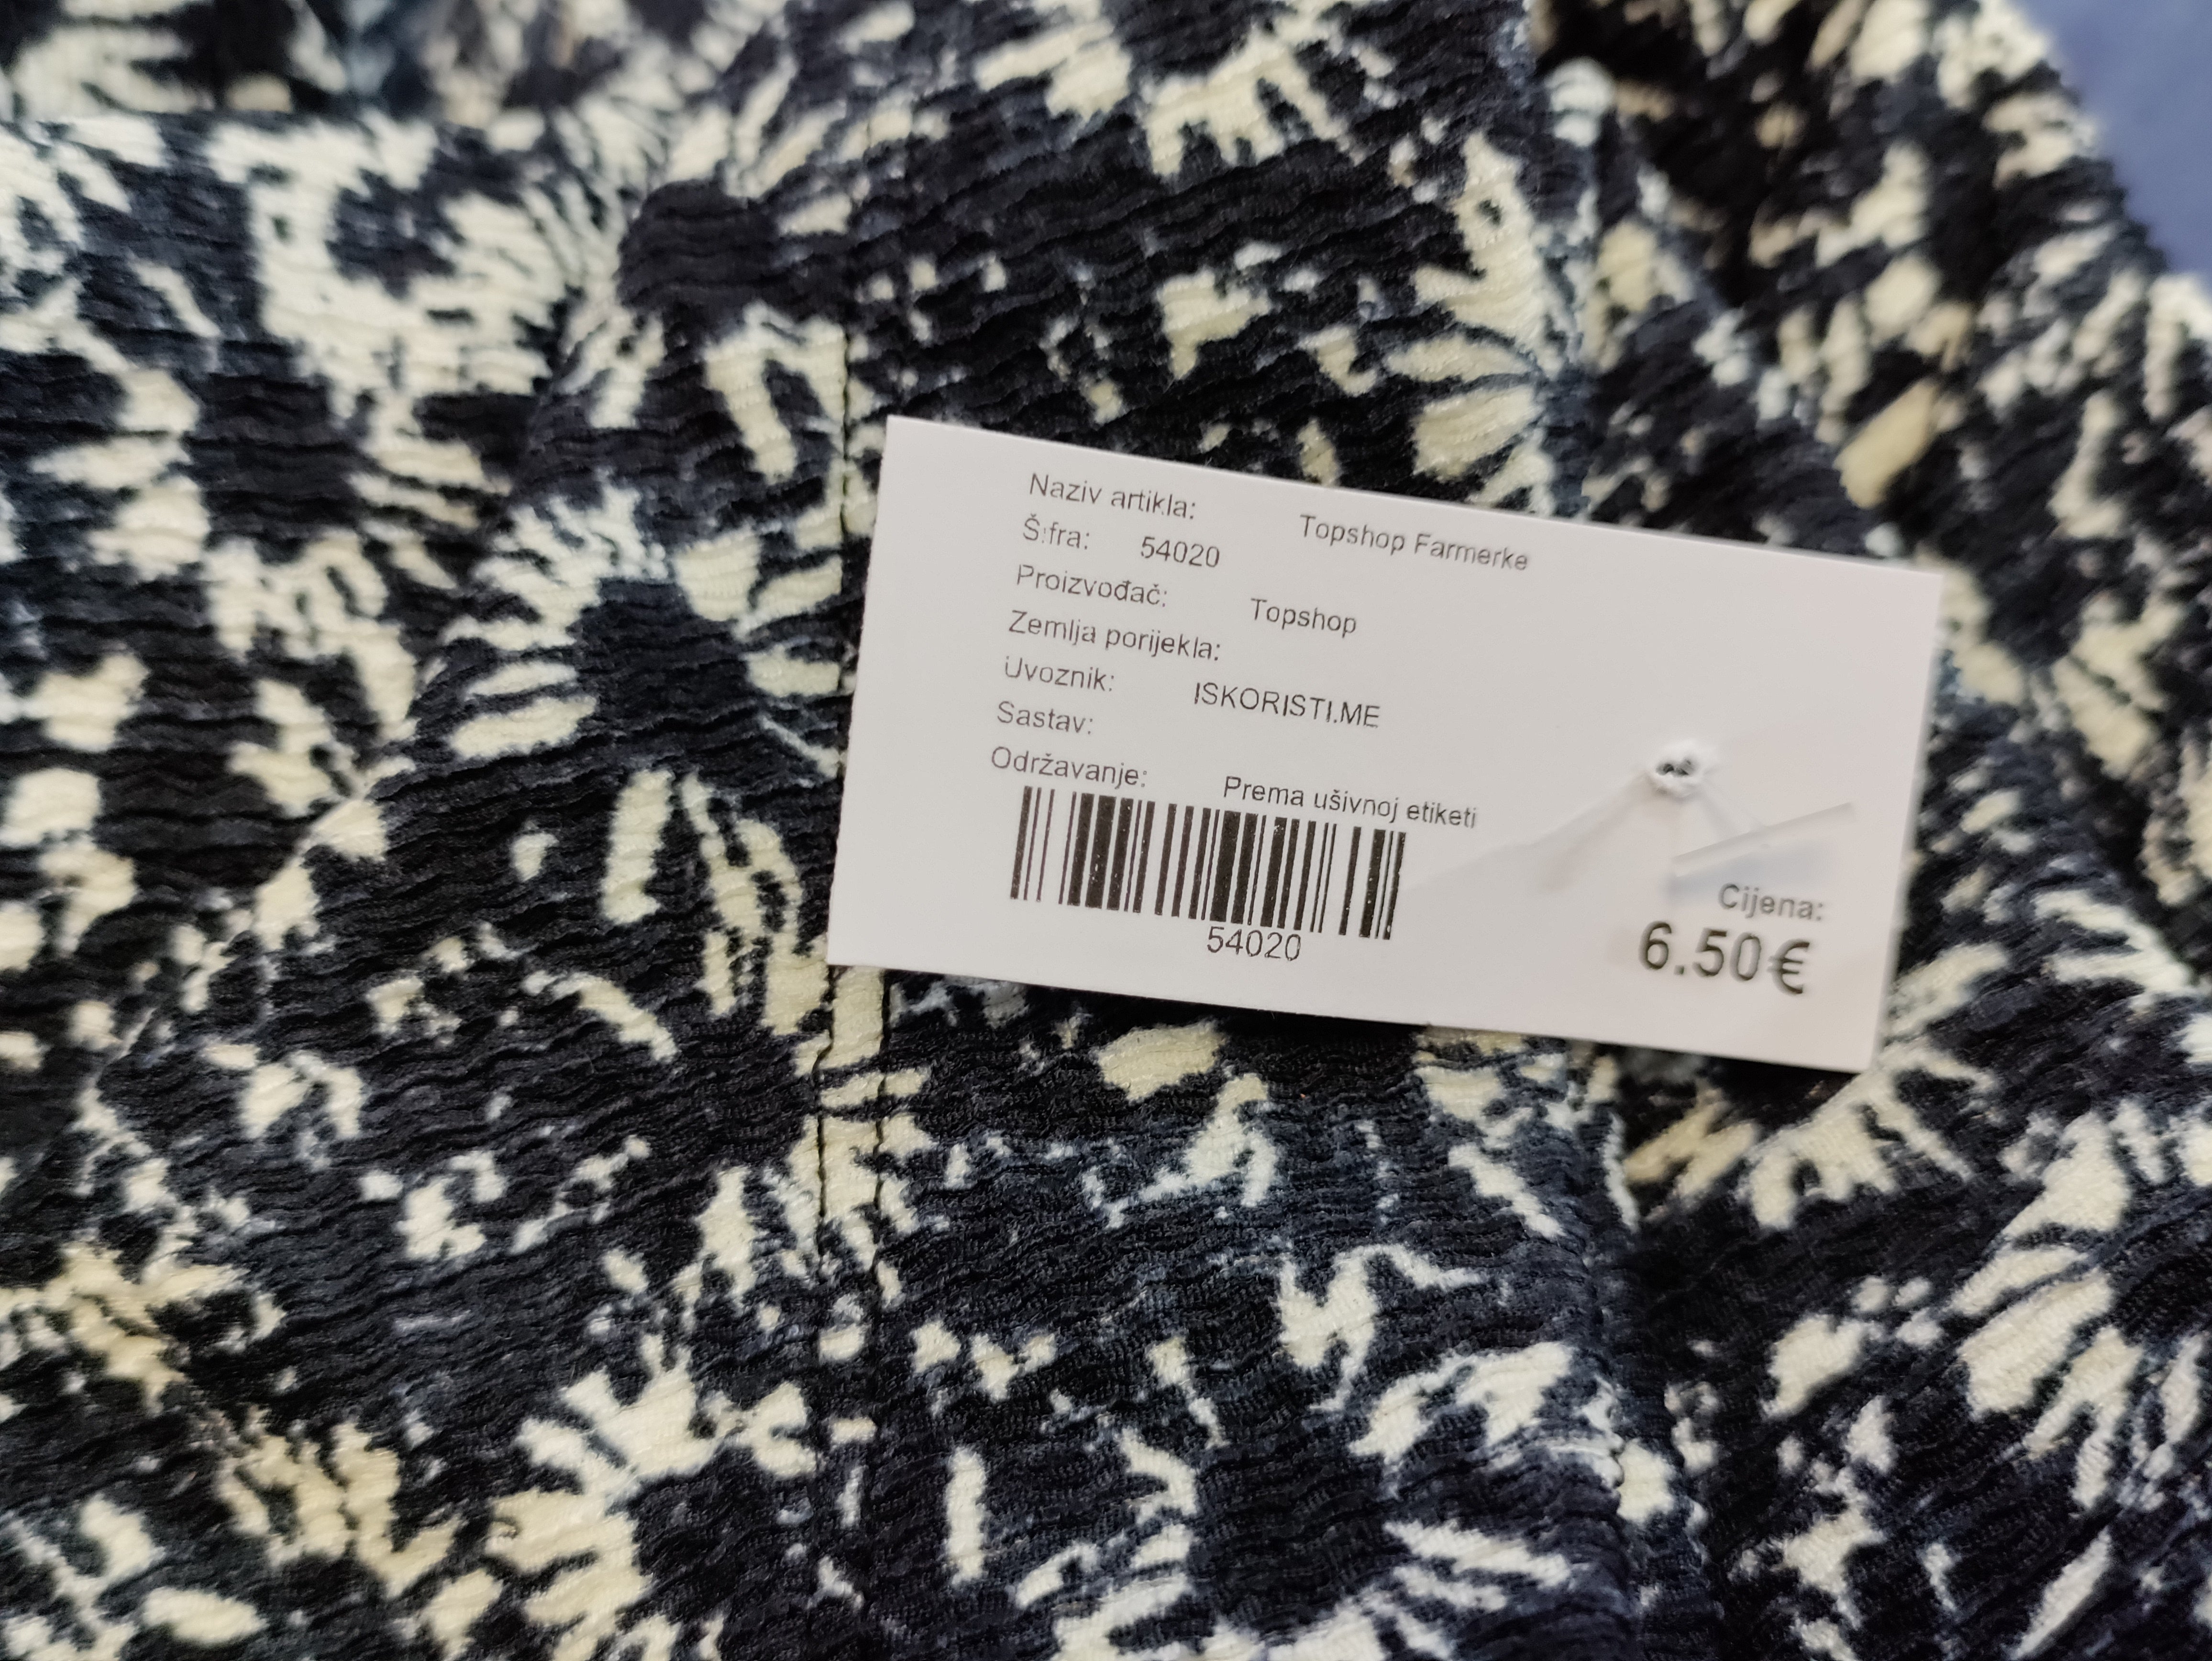 Naziv artikla: Topshop Farmerke
Šifra: 54020
Proizvođač: Topshop
Zemlja porijekla:
Uvoznik: ISKORISTI.ME
Sastav:
Održavanje: Prema ušivnoj etiketi
54020
Cijena:
6.50€